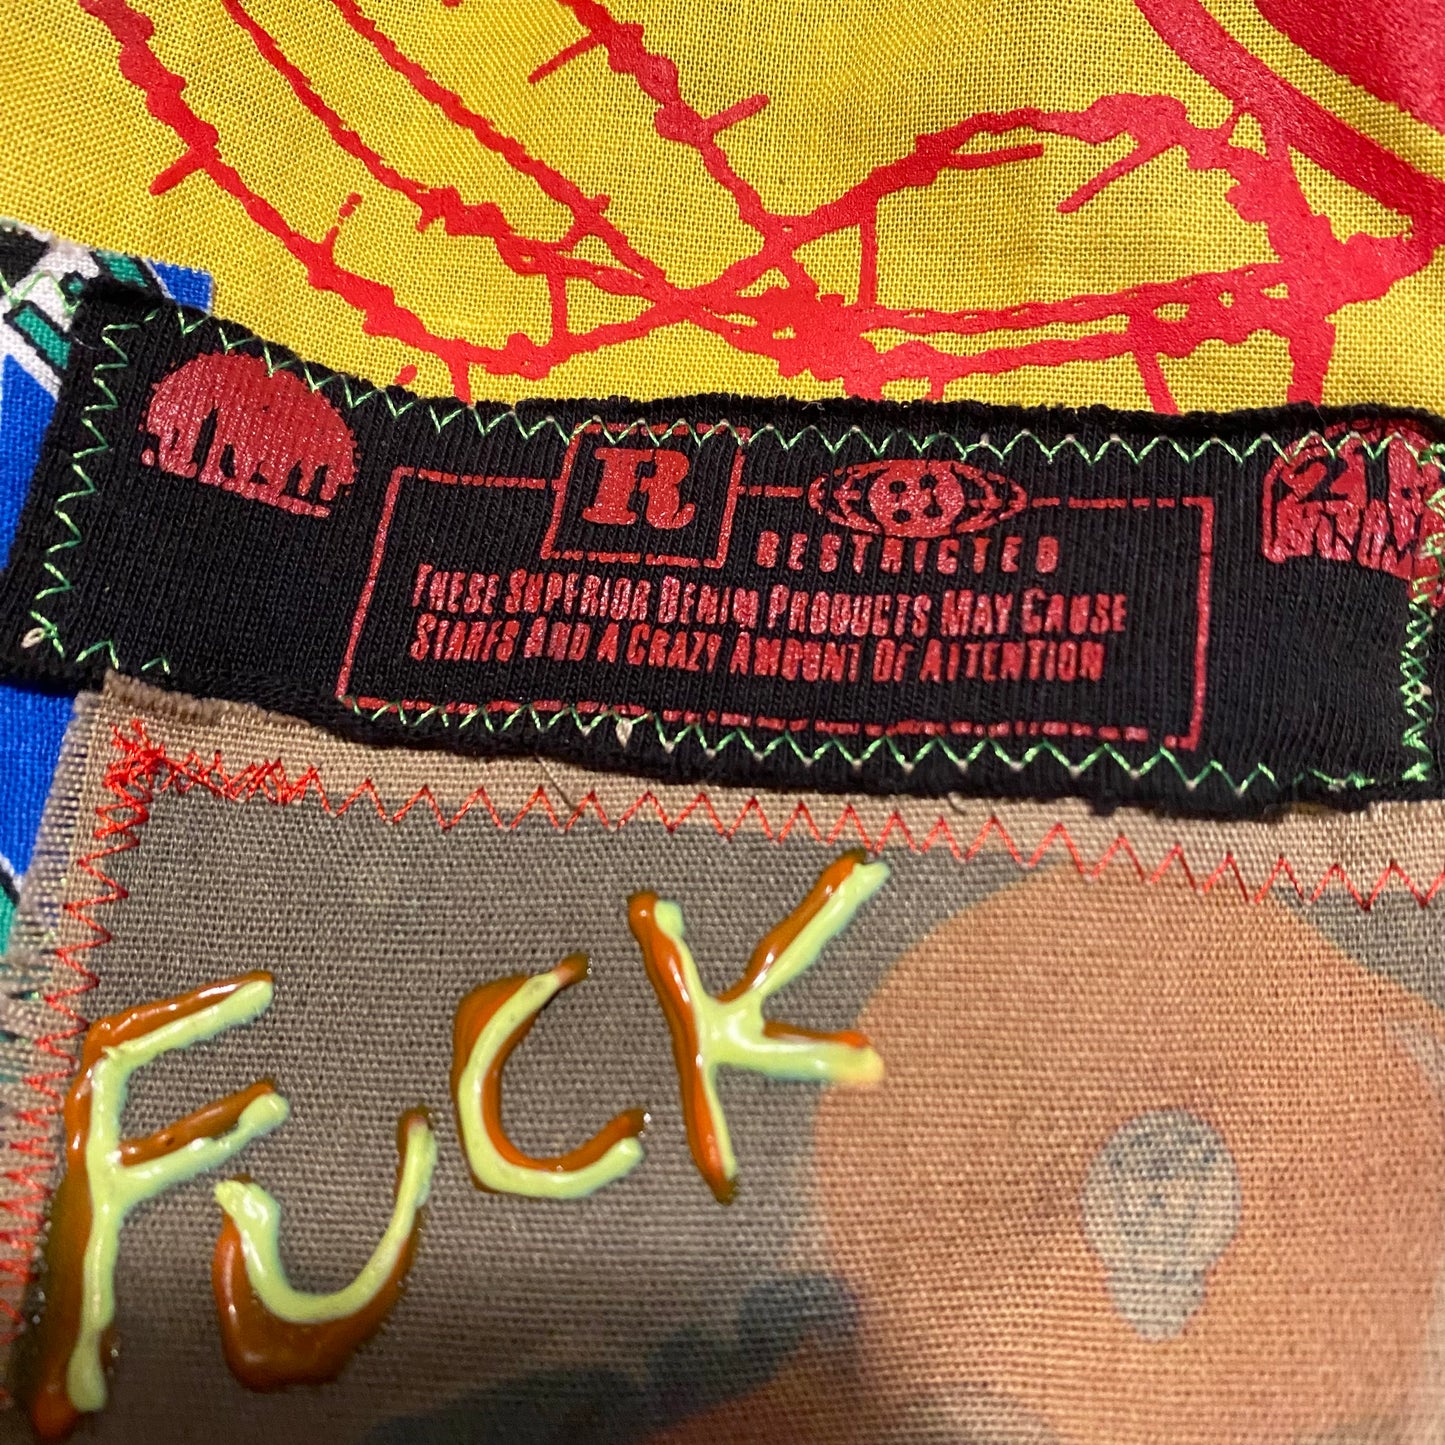 R
RESTRICTED
THESE SUPERIOR DENIM PRODUCTS MAY CAUSE
STARES AND A CRAZY AMOUNT OF ATTENTION
FUCK